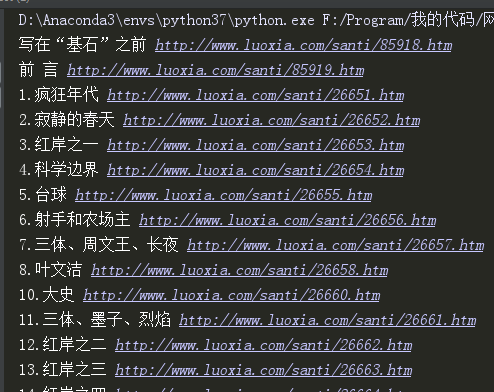 D:\Anaconda3\envs\python37\python.exe F:/Program/我的代码/网
写在“基石”之前 http://www.luoxia.com/santi/85918.htm
前 言 http://www.luoxia.com/santi/85919.htm
1.疯狂年代 http://www.luoxia.com/santi/26651.htm
2.寂静的春天 http://www.luoxia.com/santi/26652.htm
3.红岸之一 http://www.luoxia.com/santi/26653.htm
4.科学边界 http://www.luoxia.com/santi/26654.htm
5.台球 http://www.luoxia.com/santi/26655.htm
6.射手和农场主 http://www.luoxia.com/santi/26656.htm
7.三体、周文王、长夜 http://www.luoxia.com/santi/26657.htm
8.叶文洁 http://www.luoxia.com/santi/26658.htm
10.大史 http://www.luoxia.com/santi/26660.htm
11.三体、墨子、烈焰 http://www.luoxia.com/santi/26661.htm
12.红岸之二 http://www.luoxia.com/santi/26662.htm
13.红岸之三 http://www.luoxia.com/santi/26663.htm